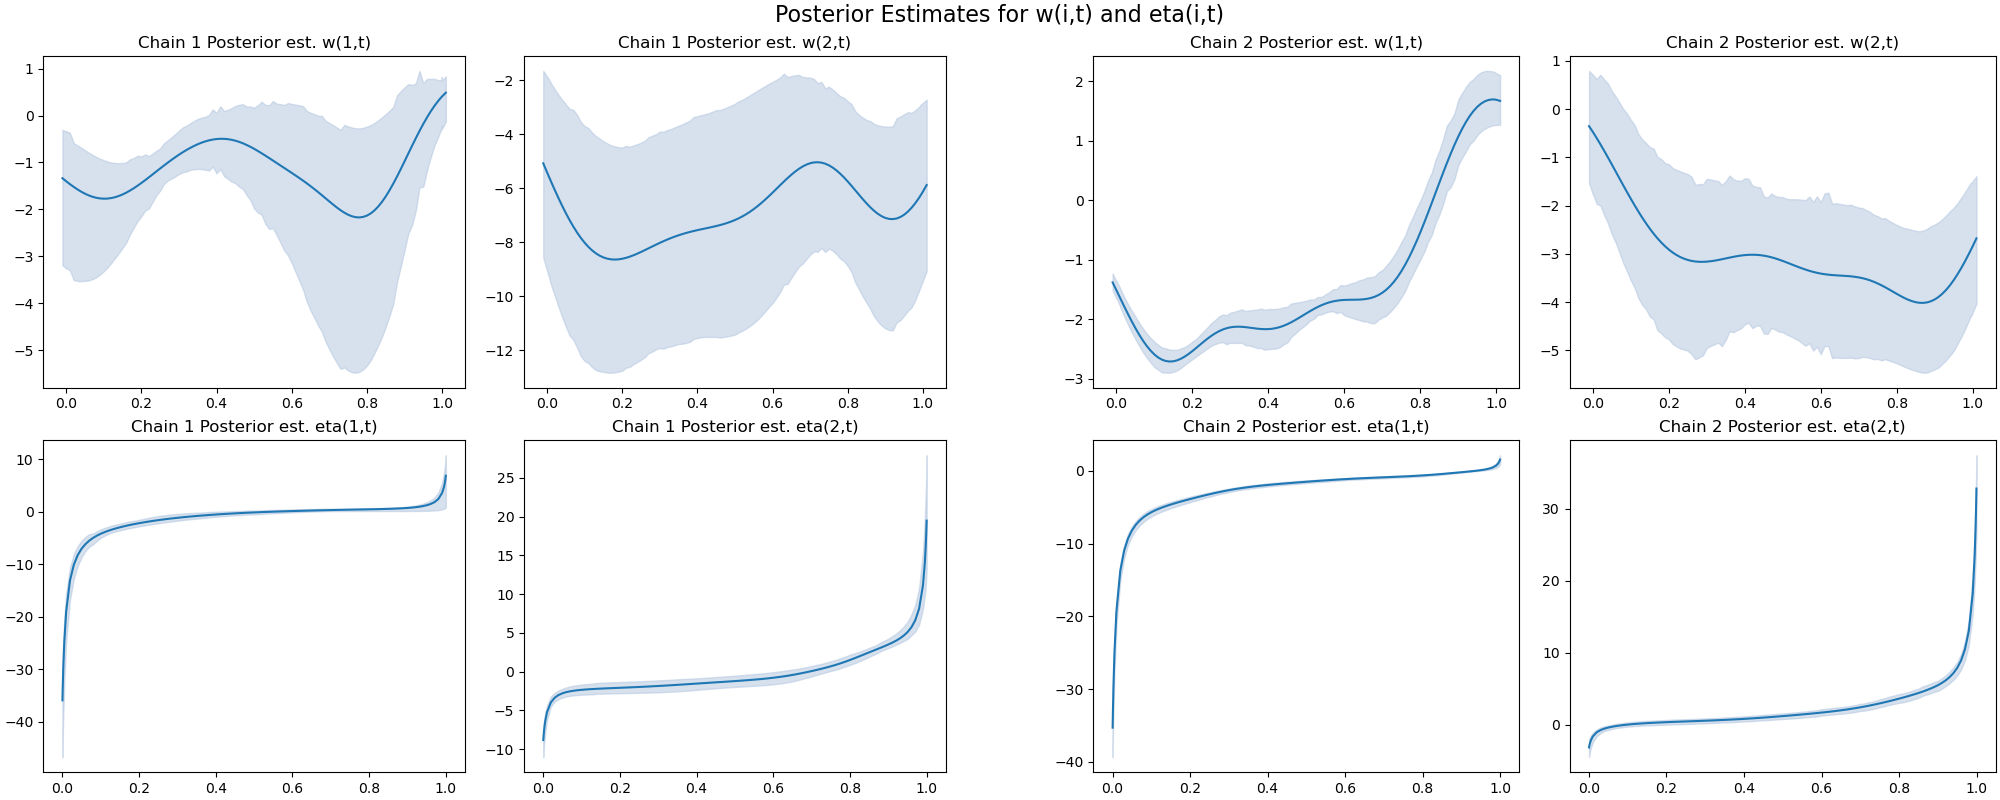 Posterior Estimates for w(i,t) and eta(i,t)
Chain 1 Posterior est. w(1,t)
1
0
−1
−2
−3
−4
−5
0.0 0.2 0.4 0.6 0.8 1.0
Chain 1 Posterior est. w(2,t)
−2
−4
−6
−8
−10
−12
0.0 0.2 0.4 0.6 0.8 1.0
Chain 2 Posterior est. w(1,t)
2
1
0
−1
−2
−3
0.0 0.2 0.4 0.6 0.8 1.0
Chain 2 Posterior est. w(2,t)
1
0
−1
−2
−3
−4
−5
0.0 0.2 0.4 0.6 0.8 1.0
Chain 1 Posterior est. eta(1,t)
10
0
−10
−20
−30
−40
0.0 0.2 0.4 0.6 0.8 1.0
Chain 1 Posterior est. eta(2,t)
25
20
15
10
5
0
−5
−10
0.0 0.2 0.4 0.6 0.8 1.0
Chain 2 Posterior est. eta(1,t)
0
−10
−20
−30
−40
0.0 0.2 0.4 0.6 0.8 1.0
Chain 2 Posterior est. eta(2,t)
30
20
10
0
0.0 0.2 0.4 0.6 0.8 1.0